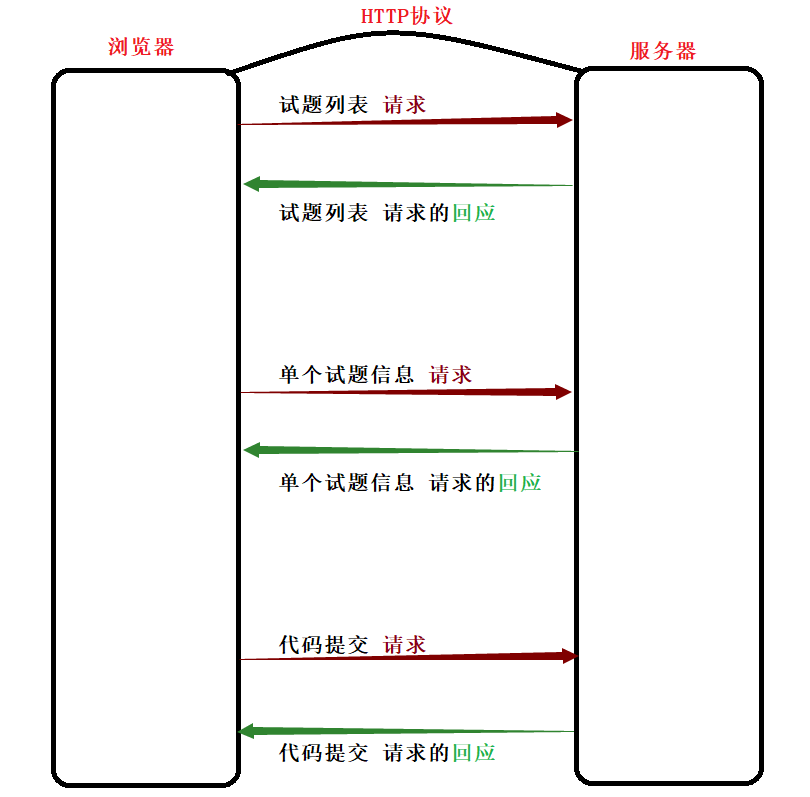 HTTP协议
浏览器
服务器
试题列表 请求
试题列表 请求的回应
单个试题信息 请求
单个试题信息 请求的回应
代码提交 请求
代码提交 请求的回应